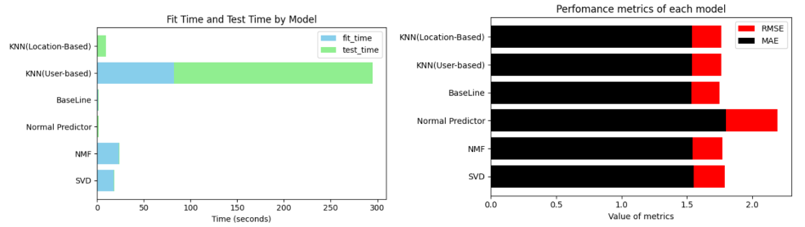 Fit Time and Test Time by Model
fit_time
test_time
KNN(Location-Based)
KNN(User-based)
BaseLine
Normal Predictor
NMF
SVD
0 50 100 150 200 250 300
Time (seconds)
Perfomance metrics of each model
RMSE
MAE
KNN(Location-Based)
KNN(User-based)
BaseLine
Normal Predictor
NMF
SVD
0.0 0.5 1.0 1.5 2.0
Value of metrics